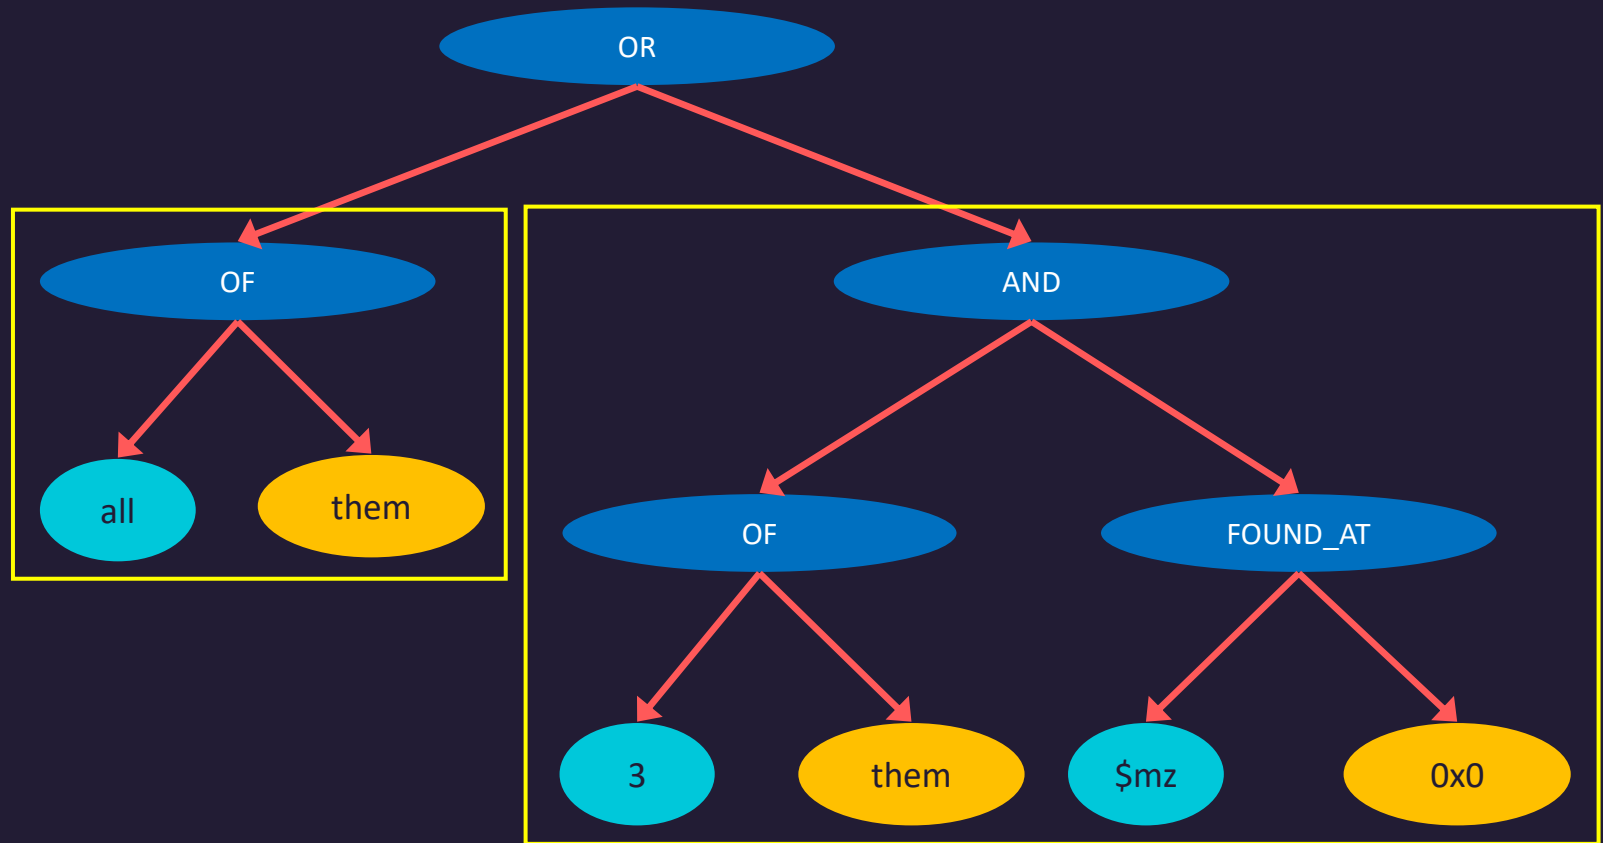 OR
OF
AND
all
them
OF
FOUND_AT
3
them
$mz
0x0